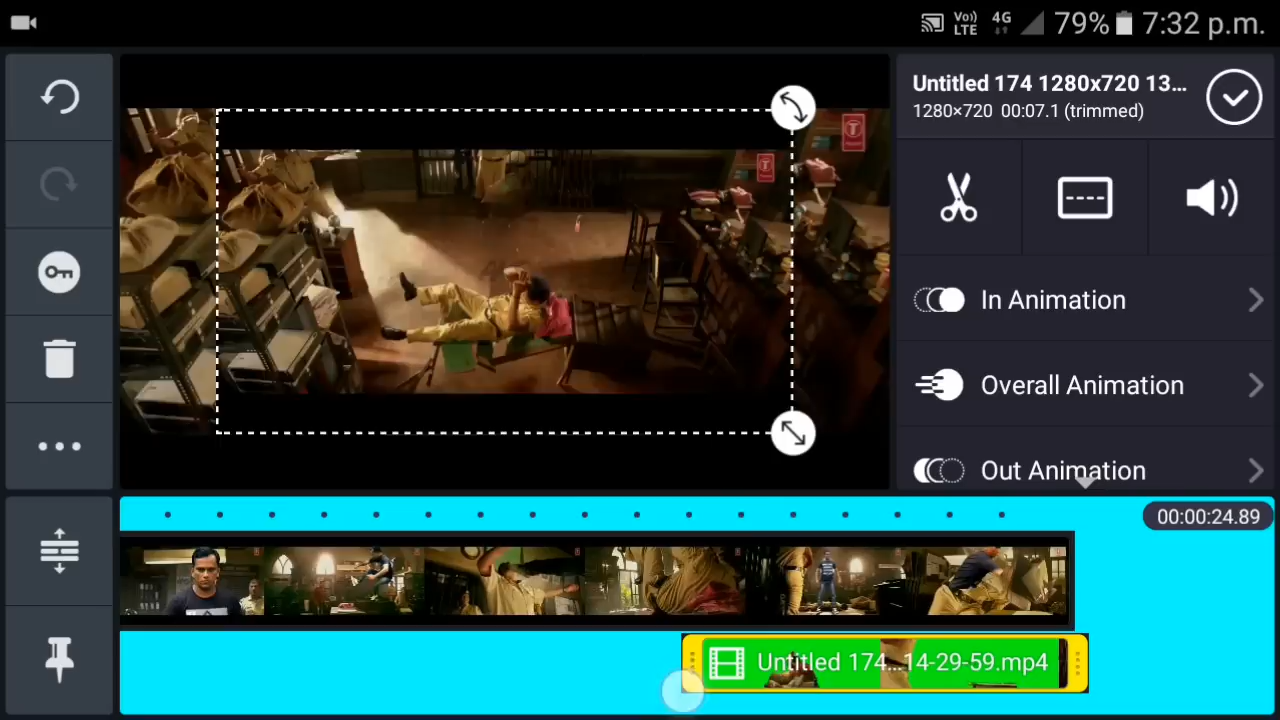 Vo))
LTE
4G
79%
7:32 p.m.
Untitled 174 1280x720 13...
1280×720 00:07.1 (trimmed)
In Animation
Overall Animation
Out Animation
00:00:24.89
Untitled 174...14-29-59.mp4